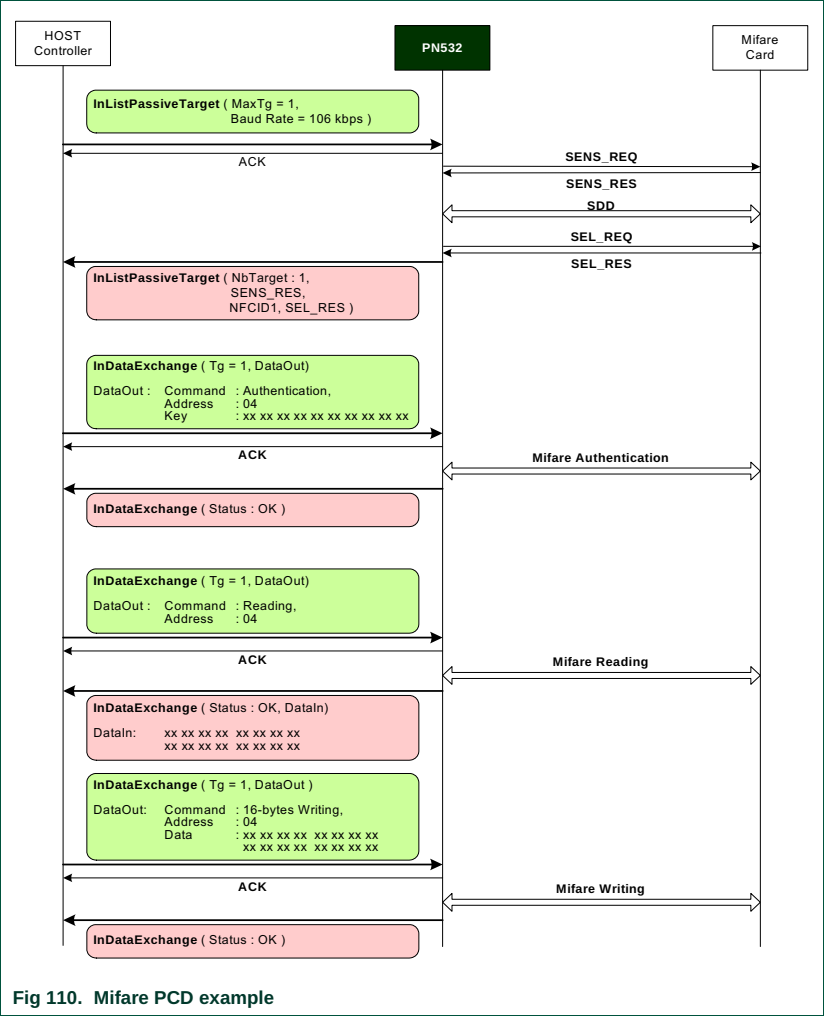 HOST
Controller
PN532
Mifare
Card
InListPassiveTarget ( MaxTg = 1,
Baud Rate = 106 kbps )
ACK
SENS_REQ
SENS_RES
SDD
SEL_REQ
SEL_RES
InListPassiveTarget ( NbTarget : 1,
SENS_RES,
NFCID1, SEL_RES )
InDataExchange ( Tg = 1, DataOut)
DataOut : Command : Authentication,
Address : 04
Key : xx xx xx xx xx xx xx xx xx xx
ACK
Mifare Authentication
InDataExchange ( Status : OK )
InDataExchange ( Tg = 1, DataOut)
DataOut : Command : Reading,
Address : 04
ACK
Mifare Reading
InDataExchange ( Status : OK, DataIn)
DataIn: xx xx xx xx xx xx xx xx
xx xx xx xx xx xx xx xx
InDataExchange ( Tg = 1, DataOut )
DataOut: Command : 16-bytes Writing,
Address : 04
Data : xx xx xx xx xx xx xx xx
xx xx xx xx xx xx xx xx
ACK
Mifare Writing
InDataExchange ( Status : OK )
Fig 110. Mifare PCD example